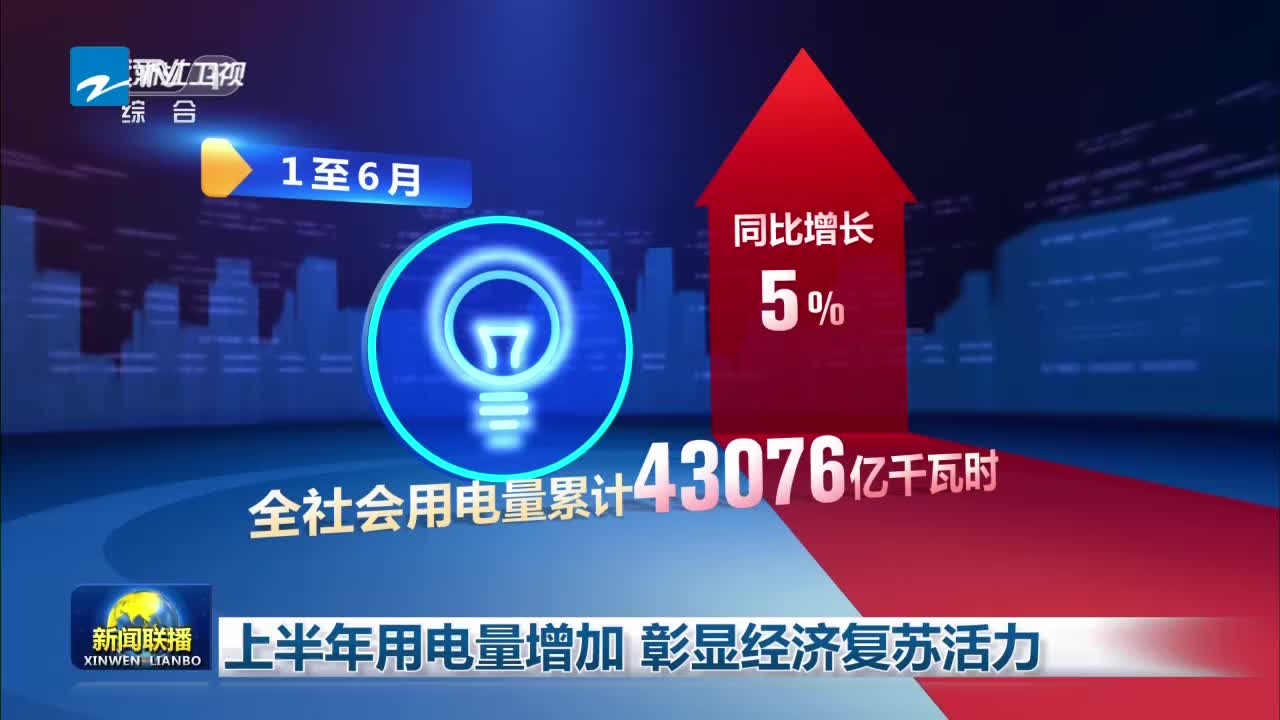 卫视
综合
1至6月
同比增长
5%
全社会用电量累计43076亿千瓦时
新闻联播
XINWEN LIANBO
上半年用电量增加 彰显经济复苏活力